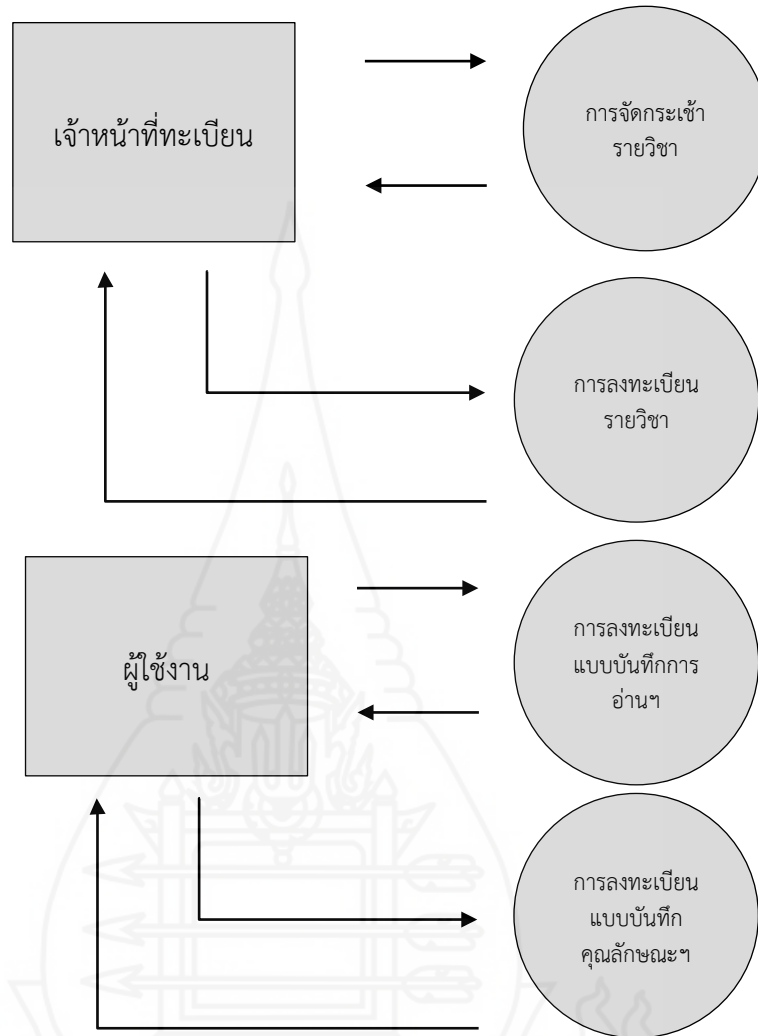 เจ้าหน้าที่ทะเบียน
การจัดกระเช้า
รายวิชา
การลงทะเบียน
รายวิชา
ผู้ใช้งาน
การลงทะเบียน
แบบบันทึกการ
อ่านฯ
การลงทะเบียน
แบบบันทึก
คุณลักษณะฯ